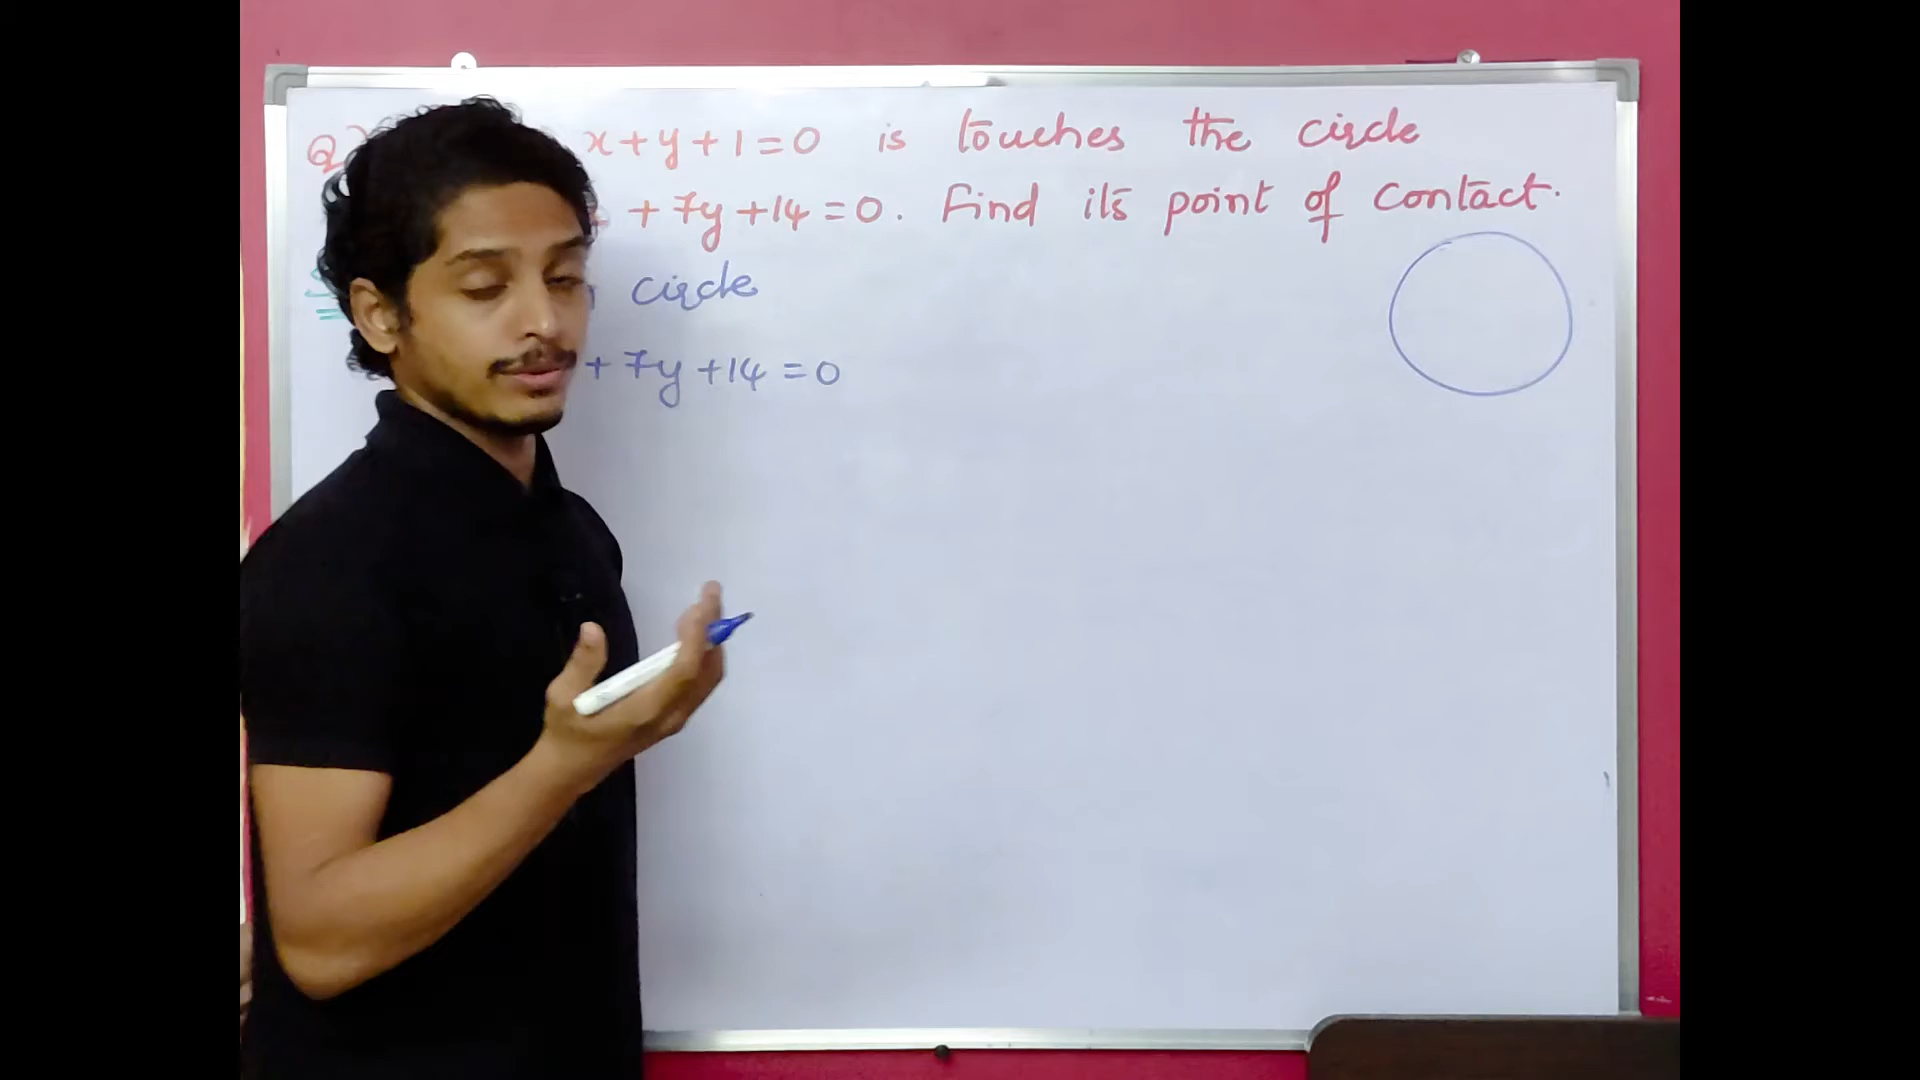 Q) x+y+1=0 is touches the circle
+ 7y +14 =0. Find its point of contact.
circle
+ 7y +14 =0